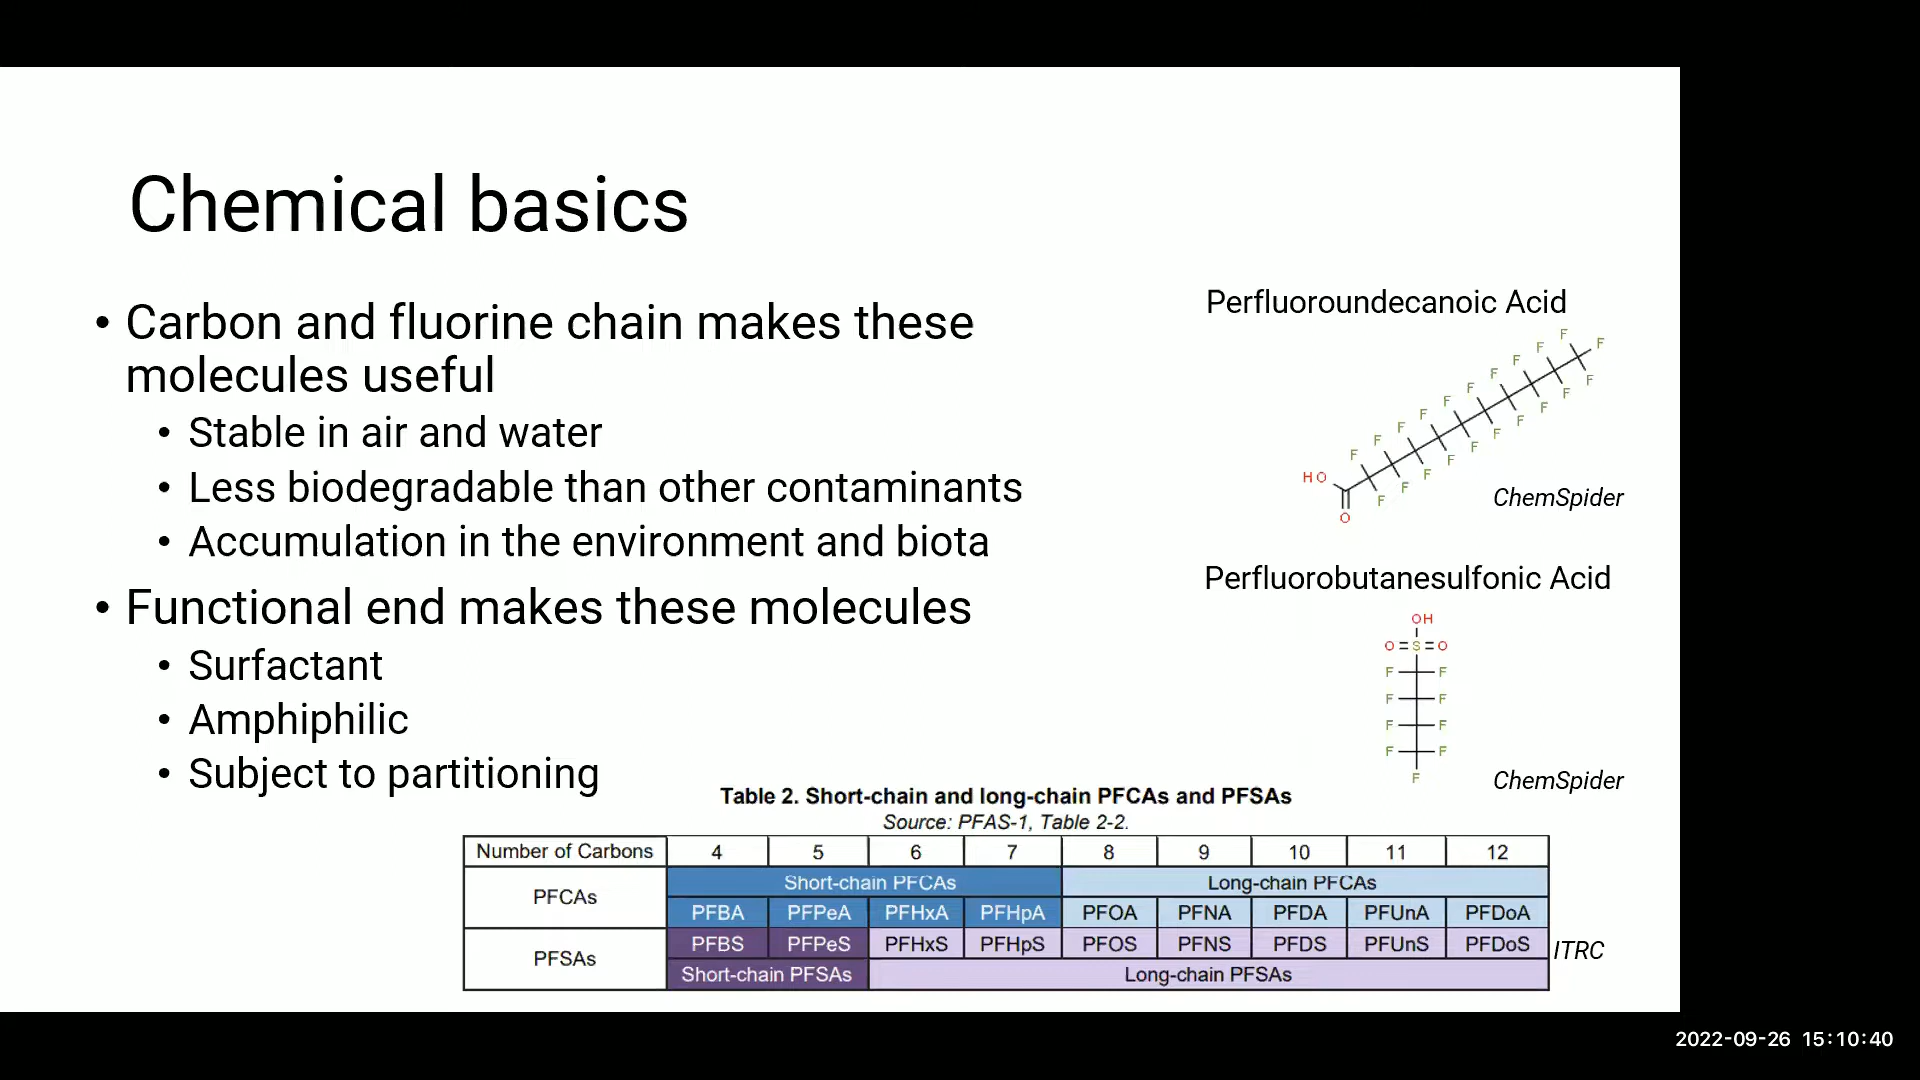 Chemical basics
• Carbon and fluorine chain makes these
molecules useful
• Stable in air and water
• Less biodegradable than other contaminants
• Accumulation in the environment and biota
• Functional end makes these molecules
• Surfactant
• Amphiphilic
• Subject to partitioning
Perfluoroundecanoic Acid
F F
F F
F F
F F
F F
F F
F F
F F
F F
F F
F
HO
O
ChemSpider
Perfluorobutanesulfonic Acid
OH
O=S=O
F F
F F
F F
F F
F
ChemSpider
Table 2. Short-chain and long-chain PFCAs and PFSAs
Source: PFAS-1, Table 2-2.
Number of Carbons 4 5 6 7 8 9 10 11 12
PFCAs
Short-chain PFCAs Long-chain PFCAs
PFBA PFPeA PFHxA PFHpA PFOA PFNA PFDA PFUnA PFDoA
PFSAs
PFBS PFPeS PFHxS PFHpS PFOS PFNS PFDS PFUnS PFDoS
Short-chain PFSAs Long-chain PFSAs
ITRC
2022-09-26 15:10:40